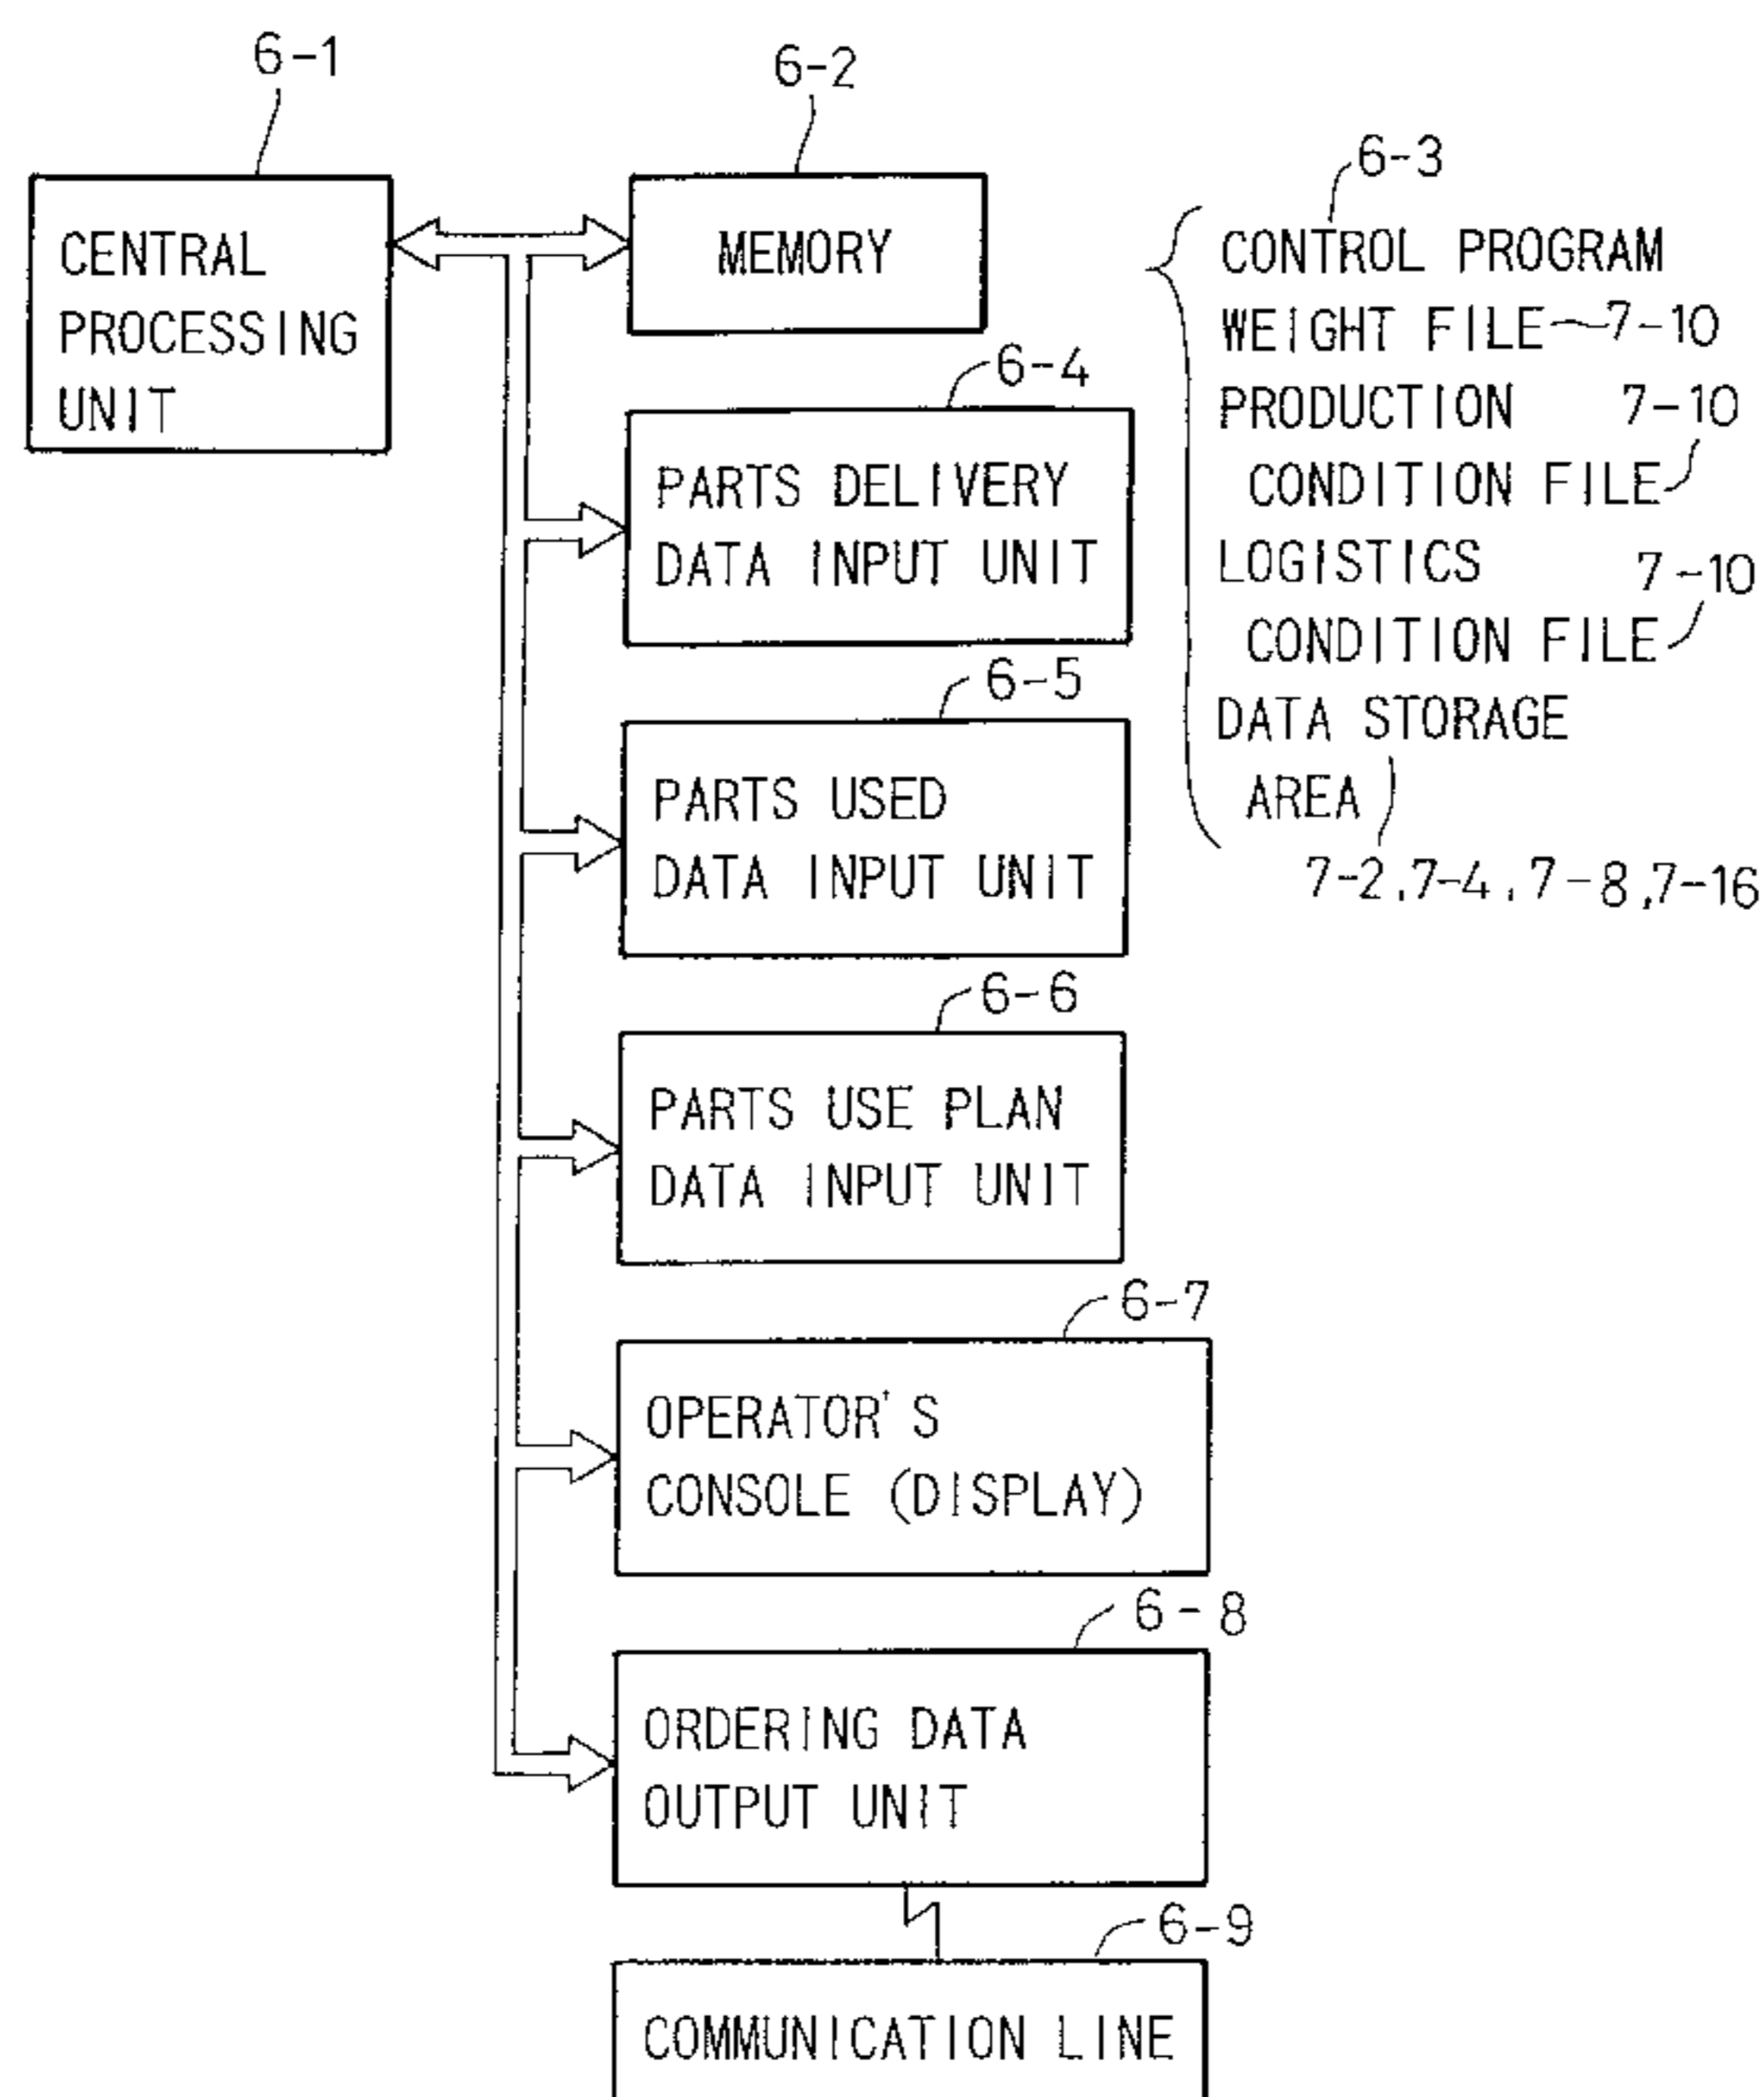 6-1
6-2
6-3
CENTRAL
PROCESSING
UNIT
MEMORY
CONTROL PROGRAM
WEIGHT FILE 7-10
PRODUCTION 7-10
CONDITION FILE
LOGISTICS 7-10
CONDITION FILE
DATA STORAGE
AREA
7-2,7-4,7-8,7-16
6-4
PARTS DELIVERY
DATA INPUT UNIT
6-5
PARTS USED
DATA INPUT UNIT
6-6
PARTS USE PLAN
DATA INPUT UNIT
6-7
OPERATOR'S
CONSOLE (DISPLAY)
6-8
ORDERING DATA
OUTPUT UNIT
6-9
COMMUNICATION LINE